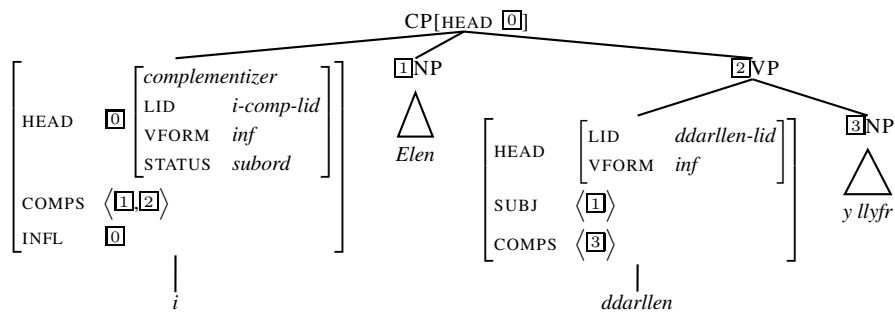 CP[HEAD 0]
1NP
2VP
complementizer
LID i-comp-lid
HEAD 0
VFORM inf
STATUS subord
COMPS ⟨1,2⟩
INFL 0
i
Elen
LID ddarllen-lid
HEAD
VFORM inf
SUBJ ⟨1⟩
COMPS ⟨3⟩
ddarllen
3NP
y llyfr